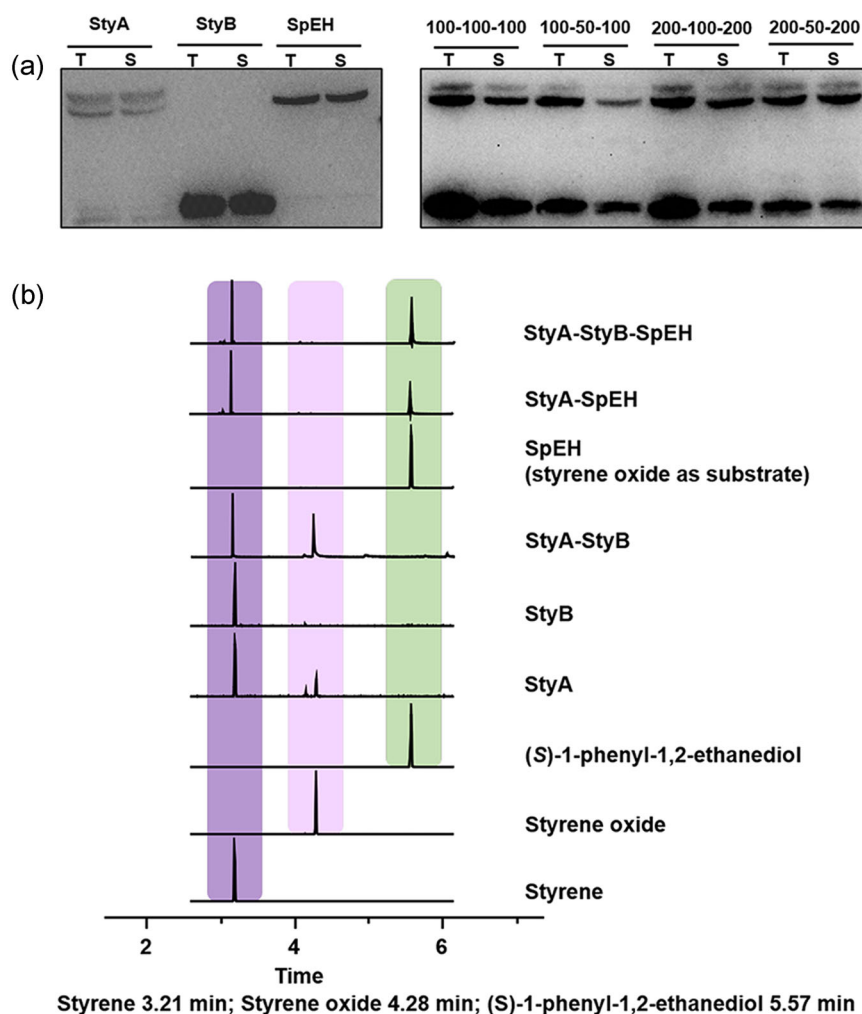 StyA StyB SpEH 100-100-100 100-50-100 200-100-200 200-50-200
(a) T S T S T S T S T S T S T S
(b)
StyA-StyB-SpEH
StyA-SpEH
SpEH
(styrene oxide as substrate)
StyA-StyB
StyB
StyA
(S)-1-phenyl-1,2-ethanediol
Styrene oxide
Styrene
2 4 6
Time
Styrene 3.21 min; Styrene oxide 4.28 min; (S)-1-phenyl-1,2-ethanediol 5.57 min